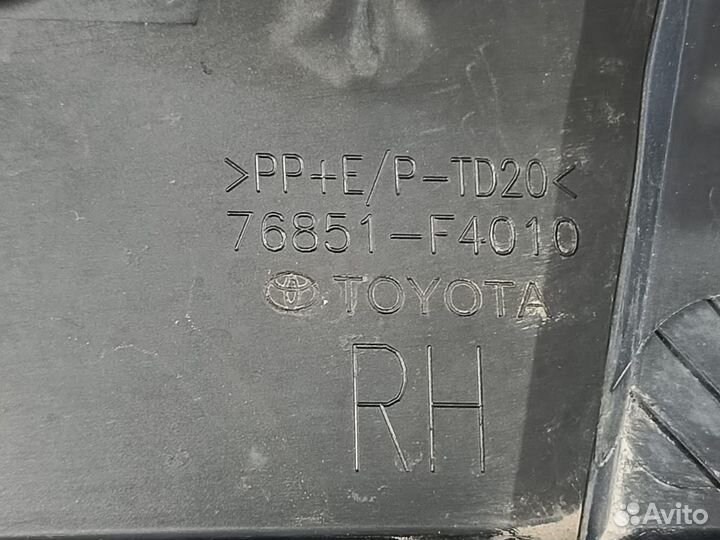 >PP+E/P-TD20<
76851-F4010
TOYOTA
RH
Avito